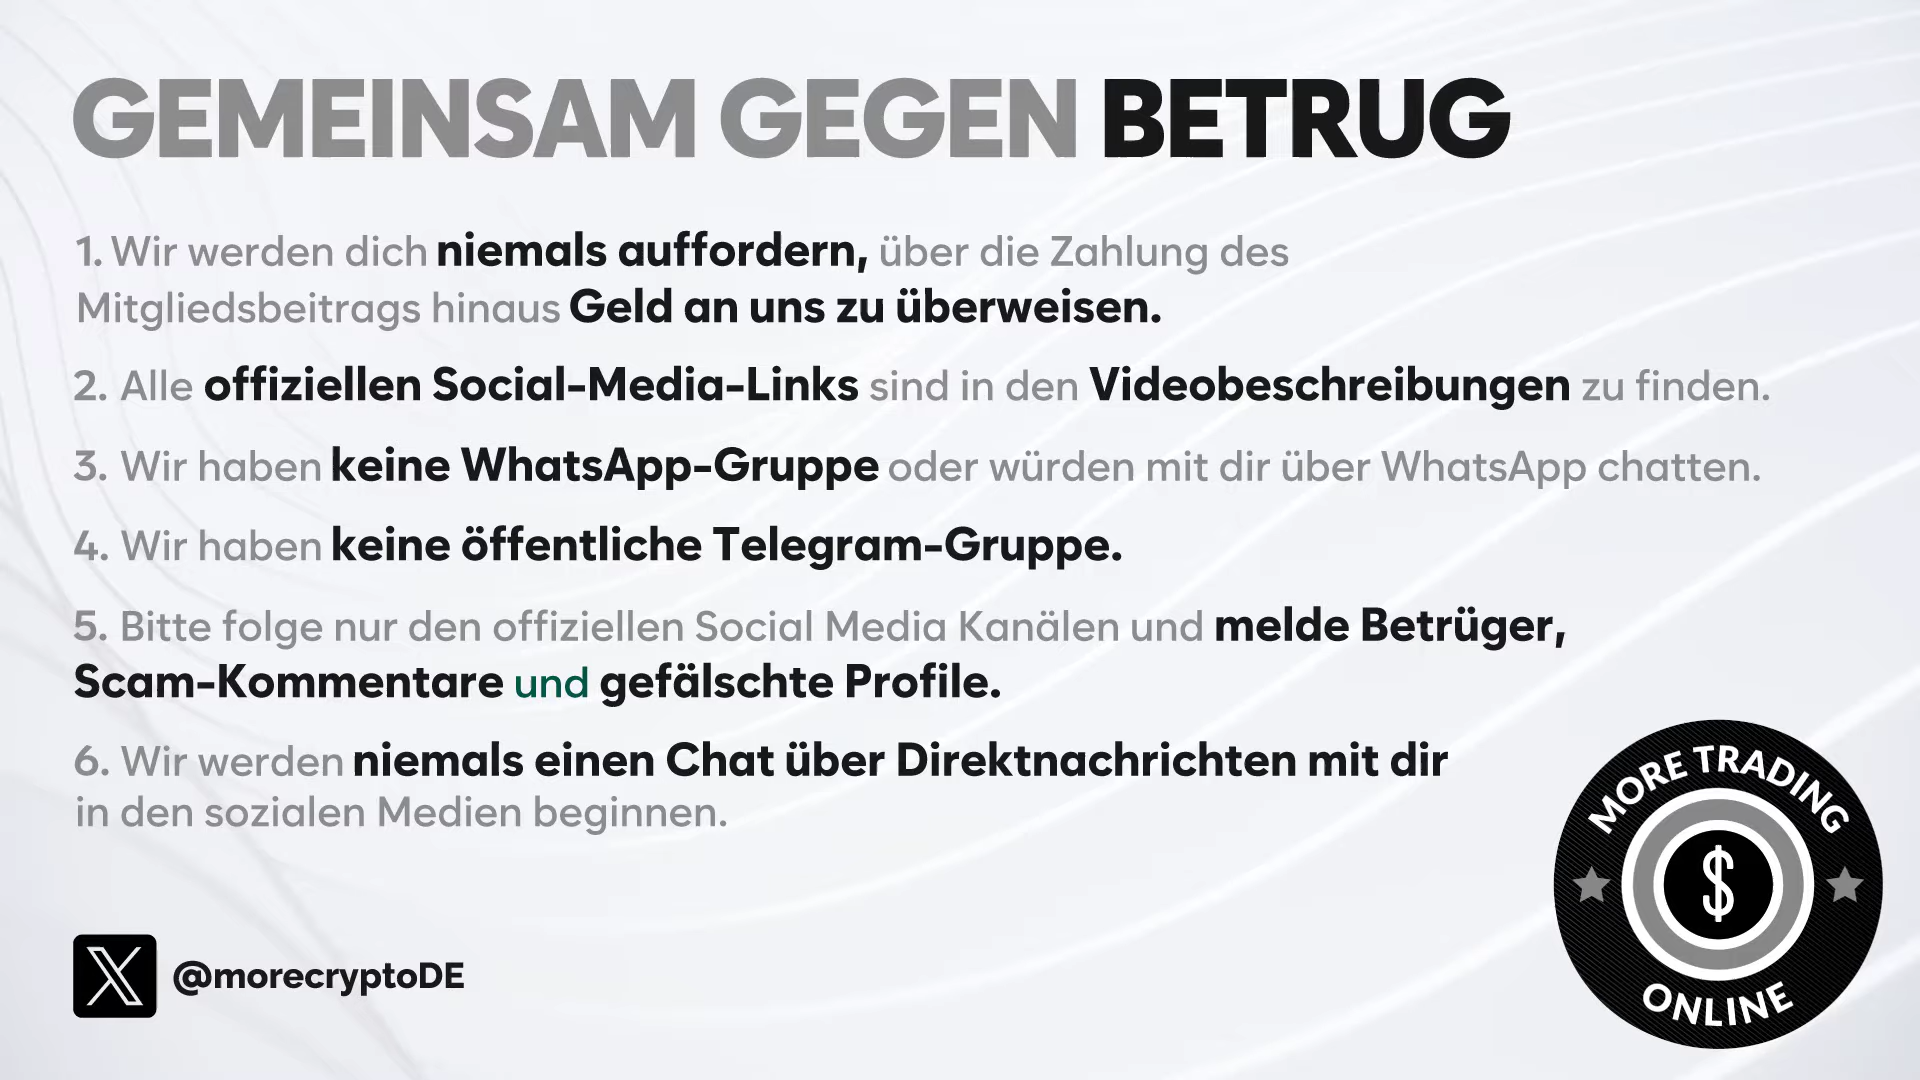 GEMEINSAM GEGEN BETRUG
1. Wir werden dich niemals auffordern, über die Zahlung des
Mitgliedsbeitrags hinaus Geld an uns zu überweisen.
2. Alle offiziellen Social-Media-Links sind in den Videobeschreibungen zu finden.
3. Wir haben keine WhatsApp-Gruppe oder würden mit dir über WhatsApp chatten.
4. Wir haben keine öffentliche Telegram-Gruppe.
5. Bitte folge nur den offiziellen Social Media Kanälen und melde Betrüger,
Scam-Kommentare und gefälschte Profile.
6. Wir werden niemals einen Chat über Direktnachrichten mit dir
in den sozialen Medien beginnen.
@morecryptoDE
MORE TRADING
$
ONLINE